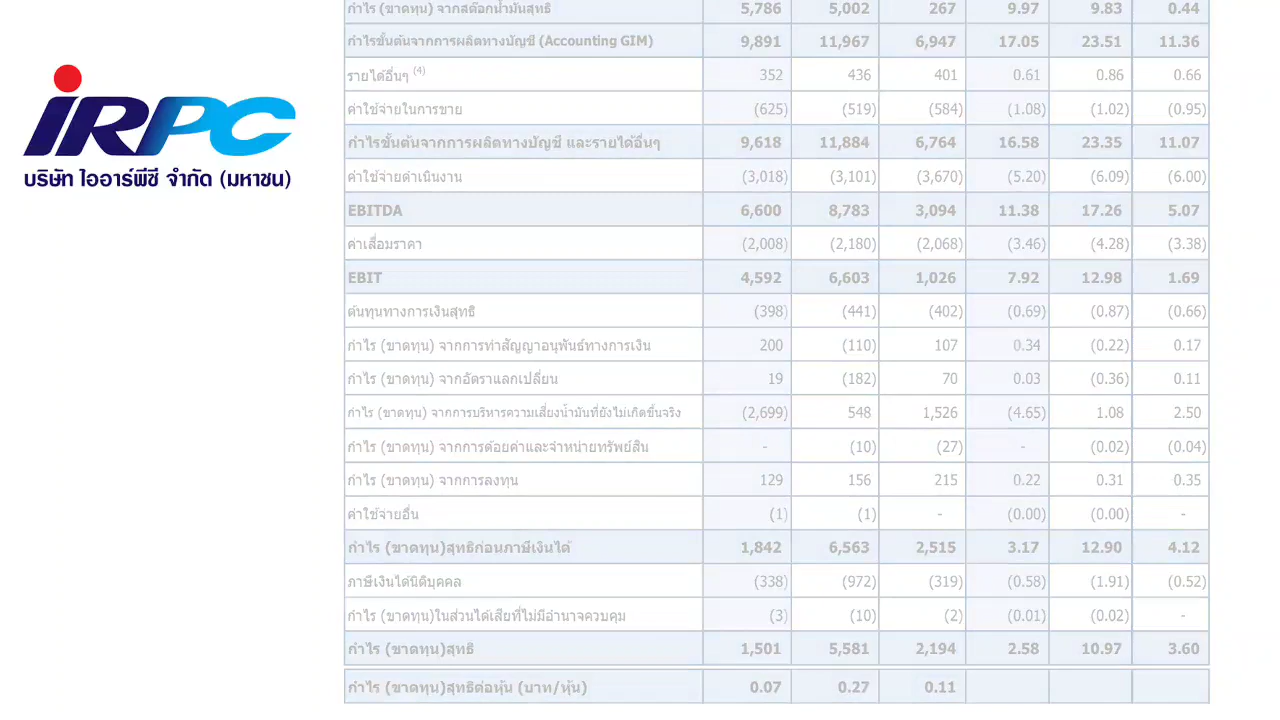 กำไร (ขาดทุน) จากสต๊อกน้ำมันสุทธิ 5,786 5,002 267 9.97 9.83 0.44
กำไรขั้นต้นจากการผลิตทางบัญชี (Accounting GIM) 9,891 11,967 6,947 17.05 23.51 11.36
รายได้อื่นๆ (4) 352 436 401 0.61 0.86 0.66
ค่าใช้จ่ายในการขาย (625) (519) (584) (1.08) (1.02) (0.95)
กำไรขั้นต้นจากการผลิตทางบัญชี และรายได้อื่นๆ 9,618 11,884 6,764 16.58 23.35 11.07
ค่าใช้จ่ายดำเนินงาน (3,018) (3,101) (3,670) (5.20) (6.09) (6.00)
EBITDA 6,600 8,783 3,094 11.38 17.26 5.07
ค่าเสื่อมราคา (2,008) (2,180) (2,068) (3.46) (4.28) (3.38)
EBIT 4,592 6,603 1,026 7.92 12.98 1.69
ต้นทุนทางการเงินสุทธิ (398) (441) (402) (0.69) (0.87) (0.66)
กำไร (ขาดทุน) จากการทำสัญญาอนุพันธ์ทางการเงิน 200 (110) 107 0.34 (0.22) 0.17
กำไร (ขาดทุน) จากอัตราแลกเปลี่ยน 19 (182) 70 0.03 (0.36) 0.11
กำไร (ขาดทุน) จากการบริหารความเสี่ยงน้ำมันที่ยังไม่เกิดขึ้นจริง (2,699) 548 1,526 (4.65) 1.08 2.50
กำไร (ขาดทุน) จากการด้อยค่าและจำหน่ายทรัพย์สิน - (10) (27) - (0.02) (0.04)
กำไร (ขาดทุน) จากการลงทุน 129 156 215 0.22 0.31 0.35
ค่าใช้จ่ายอื่น (1) (1) - (0.00) (0.00) -
กำไร (ขาดทุน)สุทธิก่อนภาษีเงินได้ 1,842 6,563 2,515 3.17 12.90 4.12
ภาษีเงินได้นิติบุคคล (338) (972) (319) (0.58) (1.91) (0.52)
กำไร (ขาดทุน)ในส่วนได้เสียที่ไม่มีอำนาจควบคุม (3) (10) (2) (0.01) (0.02) -
กำไร (ขาดทุน)สุทธิ 1,501 5,581 2,194 2.58 10.97 3.60
กำไร (ขาดทุน)สุทธิต่อหุ้น (บาท/หุ้น) 0.07 0.27 0.11
iRPC
บริษัท ไออาร์พีซี จำกัด (มหาชน)